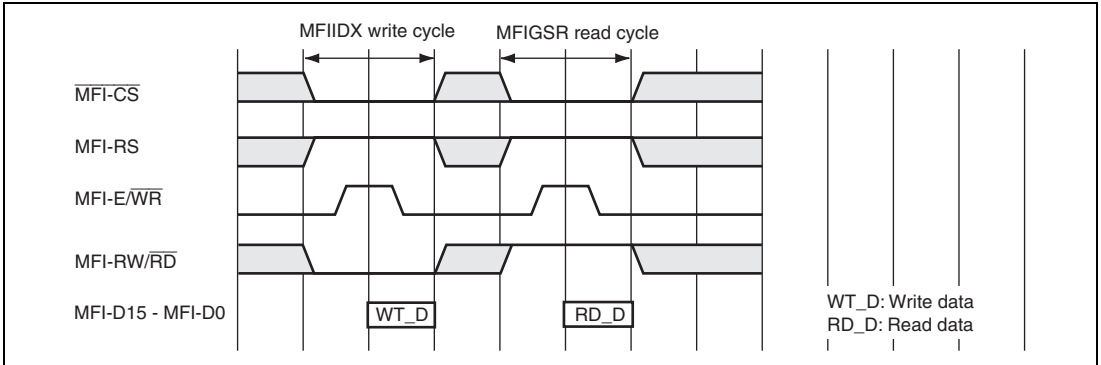 MFIIDX write cycle MFIGSR read cycle
MFI-CS
MFI-RS
MFI-E/WR
MFI-RW/RD
MFI-D15 - MFI-D0 WT_D RD_D
WT_D: Write data
RD_D: Read data